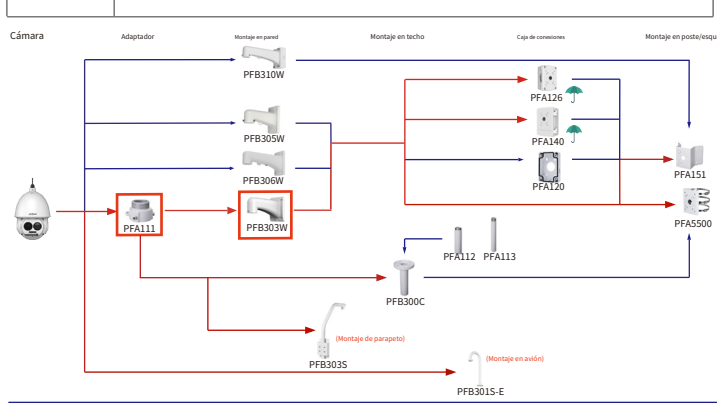 Cámara
Adaptador
Montaje en pared
Montaje en techo
Caja de conexiones
Montaje en poste/esqu
PFB310W
PFA126
PFB305W
PFA140
PFB306W
PFA120
PFA151
PFA111
PFB303W
PFA5500
PFA112
PFA113
PFB300C
(Montaje de parapeto)
PFB303S
(Montaje en avión)
PFB301S-E